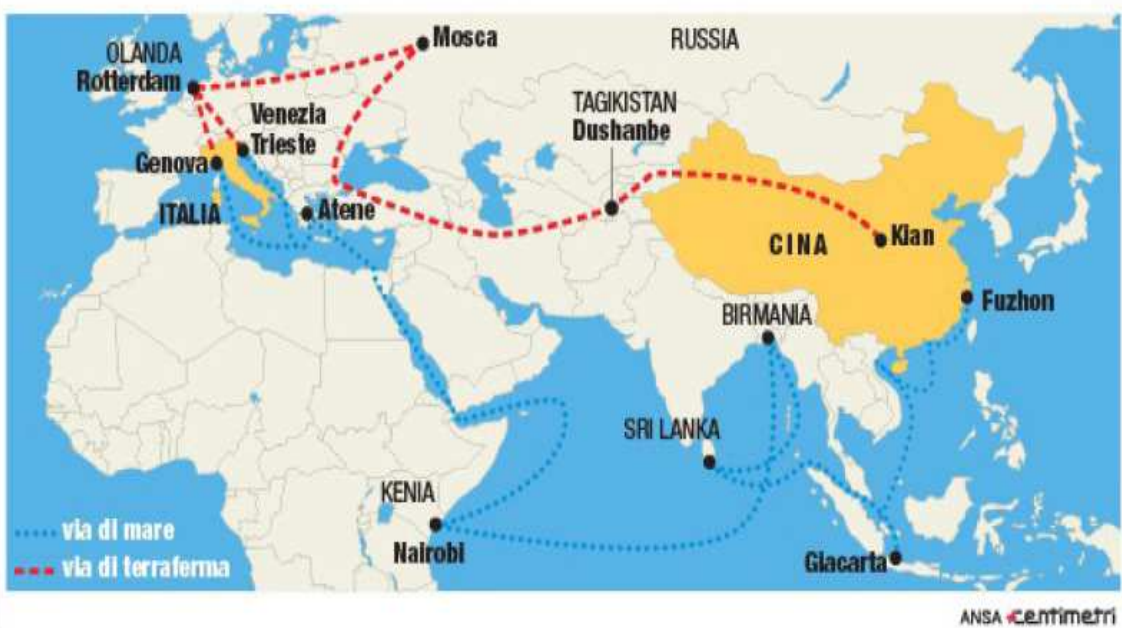 OLANDA
Rotterdam
Mosca
RUSSIA
Venezia
Trieste
TAGIKISTAN
Dushanbe
Genova
ITALIA
Atene
CINA
Kian
Fuzhon
BIRMANIA
SRI LANKA
KENIA
Nairobi
Giacarta
via di mare
via di terraferma
ANSA centimetri